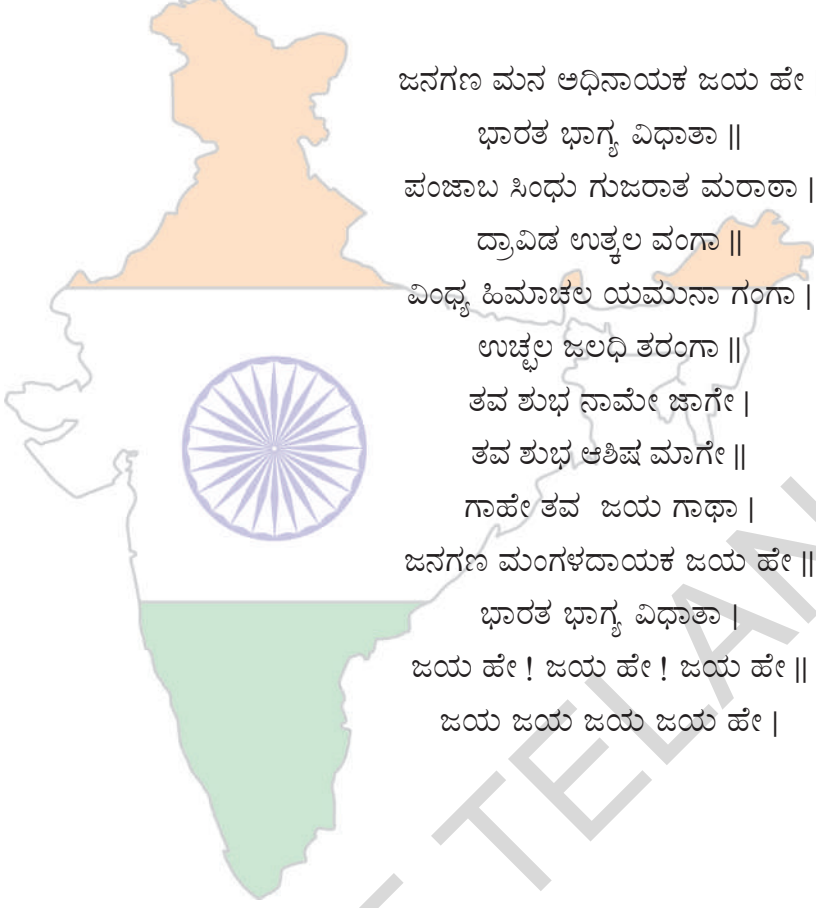 ಜನಗಣ ಮನ ಅಧಿನಾಯಕ ಜಯ ಹೇ
ಭಾರತ ಭಾಗ್ಯ ವಿಧಾತಾ ||
ಪಂಜಾಬ ಸಿಂಧು ಗುಜರಾತ ಮರಾಠಾ |
ದ್ರಾವಿಡ ಉತ್ಕಲ ವಂಗಾ ||
ವಿಂಧ್ಯ ಹಿಮಾಚಲ ಯಮುನಾ ಗಂಗಾ |
ಉಚ್ಛಲ ಜಲಧಿ ತರಂಗಾ ||
ತವ ಶುಭ ನಾಮೇ ಜಾಗೇ |
ತವ ಶುಭ ಆಶಿಷ ಮಾಗೇ ||
ಗಾಹೇ ತವ ಜಯ ಗಾಥಾ |
ಜನಗಣ ಮಂಗಳದಾಯಕ ಜಯ ಹೇ ||
ಭಾರತ ಭಾಗ್ಯ ವಿಧಾತಾ |
ಜಯ ಹೇ ! ಜಯ ಹೇ ! ಜಯ ಹೇ ||
ಜಯ ಜಯ ಜಯ ಜಯ ಹೇ |